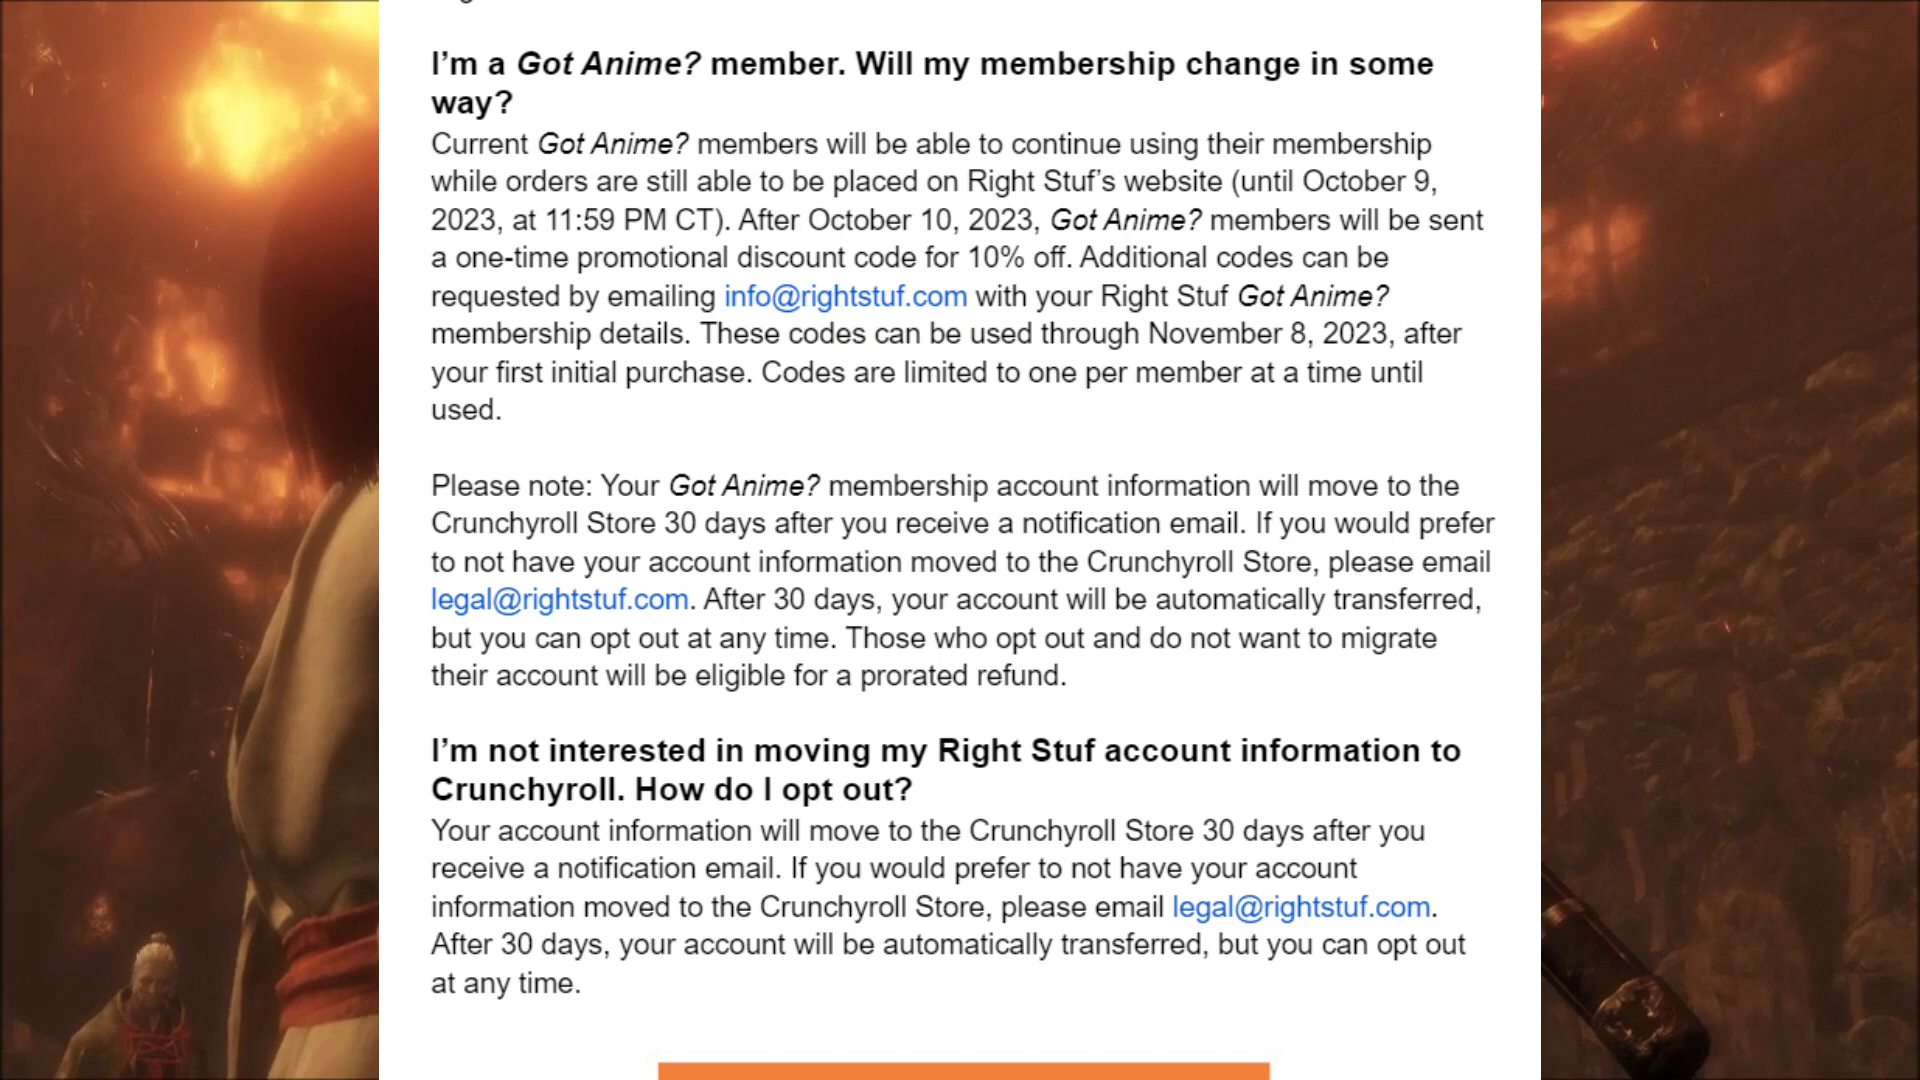 I’m a Got Anime? member. Will my membership change in some
way?
Current Got Anime? members will be able to continue using their membership
while orders are still able to be placed on Right Stuf’s website (until October 9,
2023, at 11:59 PM CT). After October 10, 2023, Got Anime? members will be sent
a one-time promotional discount code for 10% off. Additional codes can be
requested by emailing info@rightstuf.com with your Right Stuf Got Anime?
membership details. These codes can be used through November 8, 2023, after
your first initial purchase. Codes are limited to one per member at a time until
used.
Please note: Your Got Anime? membership account information will move to the
Crunchyroll Store 30 days after you receive a notification email. If you would prefer
to not have your account information moved to the Crunchyroll Store, please email
legal@rightstuf.com. After 30 days, your account will be automatically transferred,
but you can opt out at any time. Those who opt out and do not want to migrate
their account will be eligible for a prorated refund.
I’m not interested in moving my Right Stuf account information to
Crunchyroll. How do I opt out?
Your account information will move to the Crunchyroll Store 30 days after you
receive a notification email. If you would prefer to not have your account
information moved to the Crunchyroll Store, please email legal@rightstuf.com.
After 30 days, your account will be automatically transferred, but you can opt out
at any time.